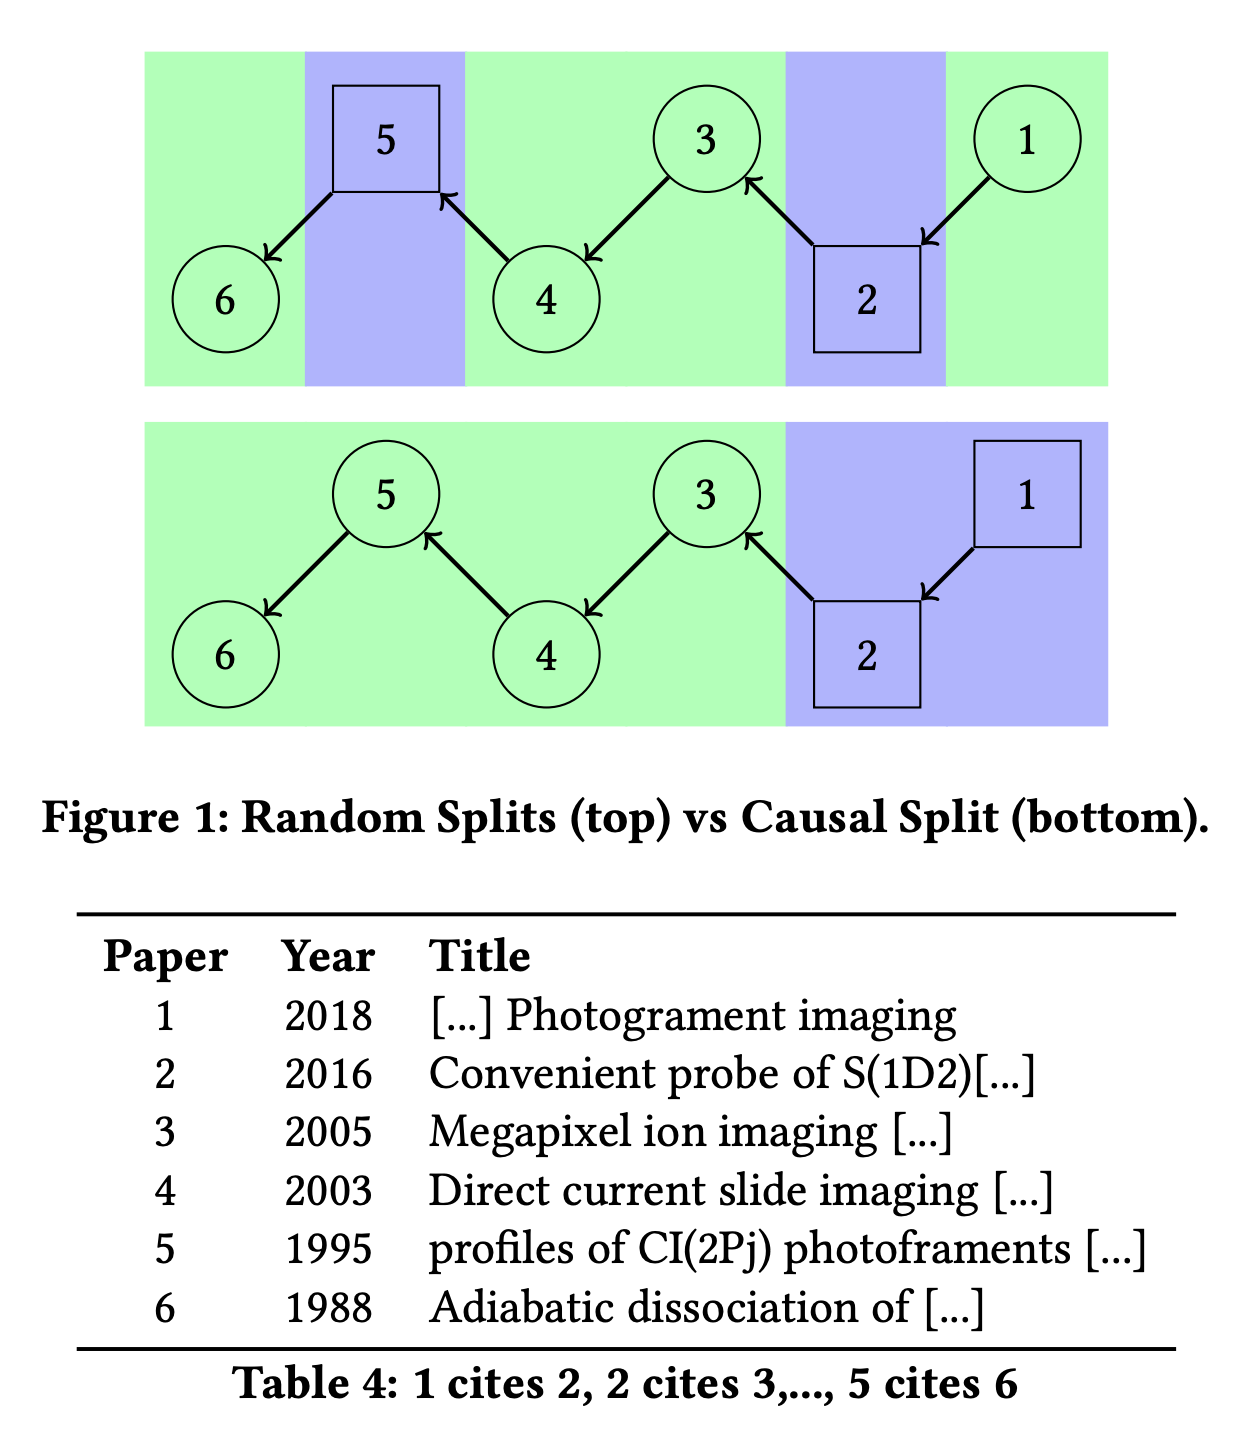 5 3 1
6 4 2
5 3 1
6 4 2
Figure 1: Random Splits (top) vs Causal Split (bottom).
Paper Year Title
1 2018 [...] Photograment imaging
2 2016 Convenient probe of S(1D2)[...]
3 2005 Megapixel ion imaging [...]
4 2003 Direct current slide imaging [...]
5 1995 profiles of CI(2Pj) photoframents [...]
6 1988 Adiabatic dissociation of [...]
Table 4: 1 cites 2, 2 cites 3,..., 5 cites 6